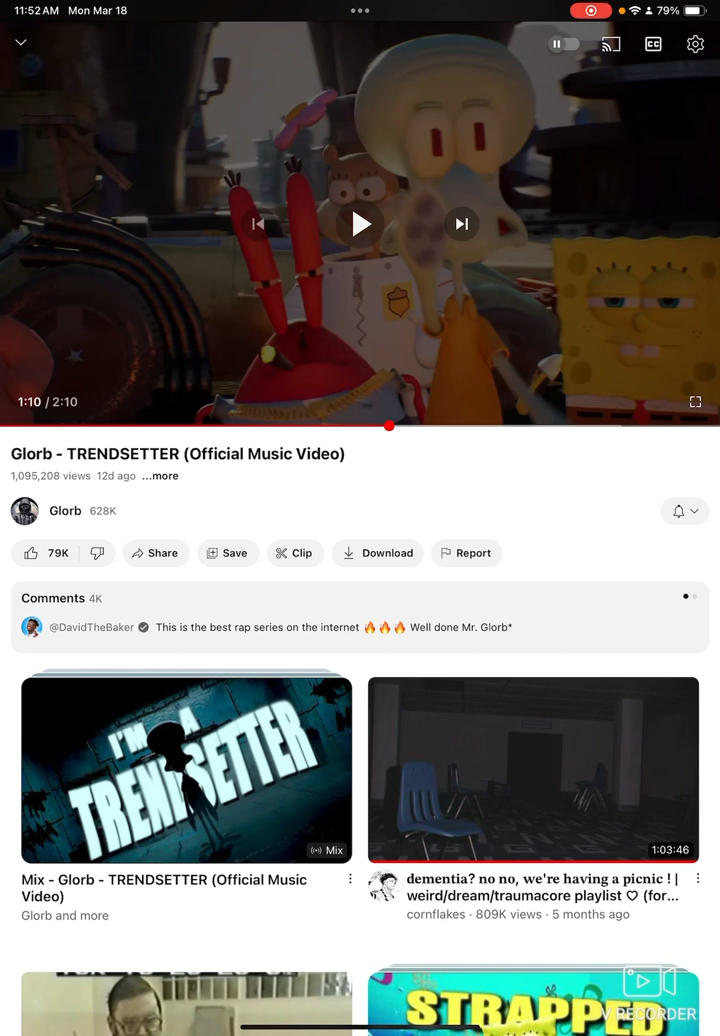 11:52 AM Mon Mar 18
79%
CC
1:10 / 2:10
Glorb - TRENDSETTER (Official Music Video)
1,095,208 views 12d ago ...more
Glorb 628K
79K Share Save Clip Download Report
Comments 4K
@DavidTheBaker This is the best rap series on the internet 🔥🔥🔥 Well done Mr. Glorb*
I'M A
TRENDSETTER
Mix
1:03:46
Mix - Glorb - TRENDSETTER (Official Music
Video)
Glorb and more
dementia? no no, we're having a picnic ! |
weird/dream/traumacore playlist ♡ (for...
cornflakes · 809K views · 5 months ago
STRAPPED
V RECORDER